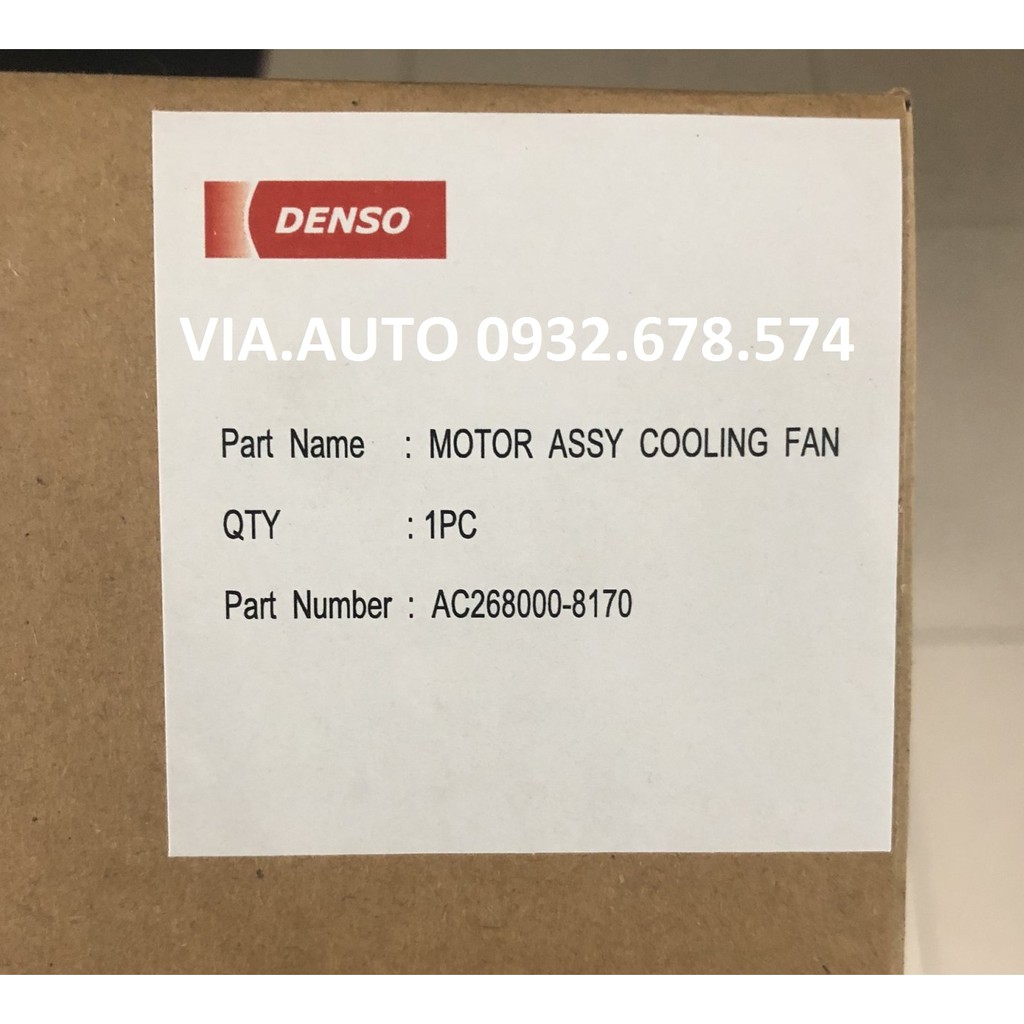 DENSO
VIA.AUTO 0932.678.574
Part Name : MOTOR ASSY COOLING FAN
QTY : 1PC
Part Number : AC268000-8170